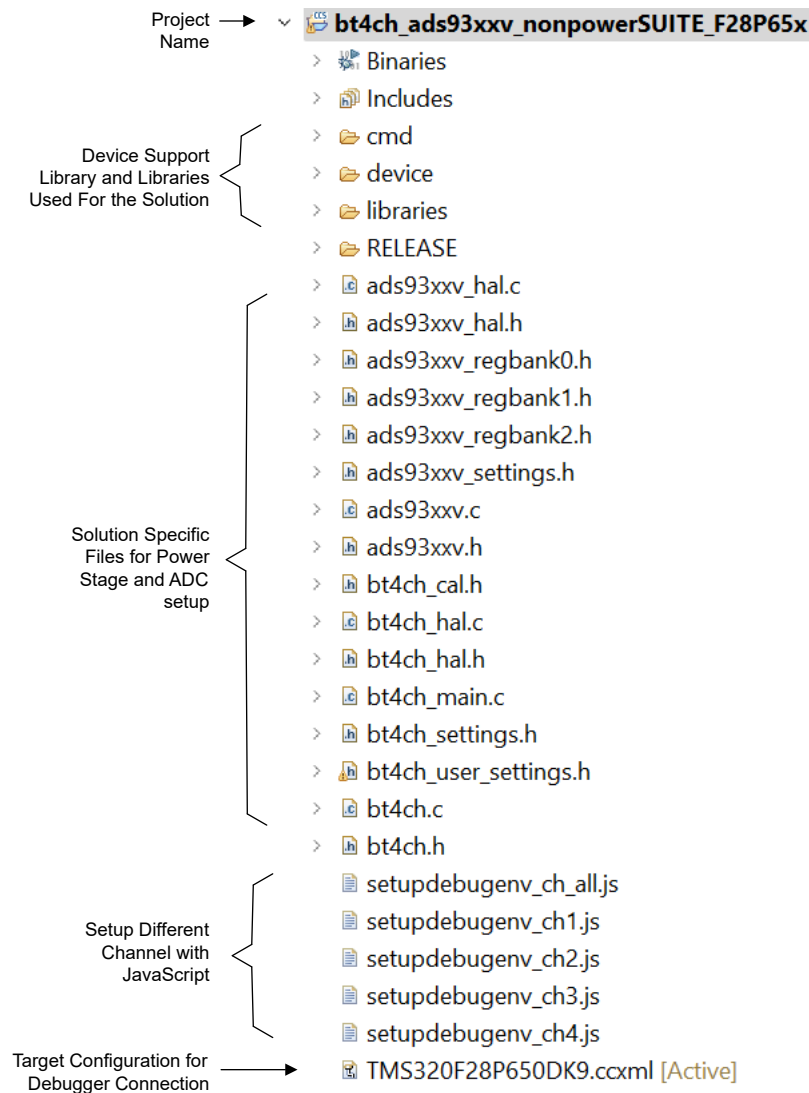 Project
Name
bt4ch_ads93xxv_nonpowerSUITE_F28P65x
Binaries
Includes
Device Support
Library and Libraries
Used For the Solution
cmd
device
libraries
RELEASE
ads93xxv_hal.c
ads93xxv_hal.h
ads93xxv_regbank0.h
ads93xxv_regbank1.h
ads93xxv_regbank2.h
ads93xxv_settings.h
ads93xxv.c
ads93xxv.h
Solution Specific
Files for Power
Stage and ADC
setup
bt4ch_cal.h
bt4ch_hal.c
bt4ch_hal.h
bt4ch_main.c
bt4ch_settings.h
bt4ch_user_settings.h
bt4ch.c
bt4ch.h
Setup Different
Channel with
JavaScript
setupdebugenv_ch_all.js
setupdebugenv_ch1.js
setupdebugenv_ch2.js
setupdebugenv_ch3.js
setupdebugenv_ch4.js
Target Configuration for
Debugger Connection
TMS320F28P650DK9.ccxml [Active]